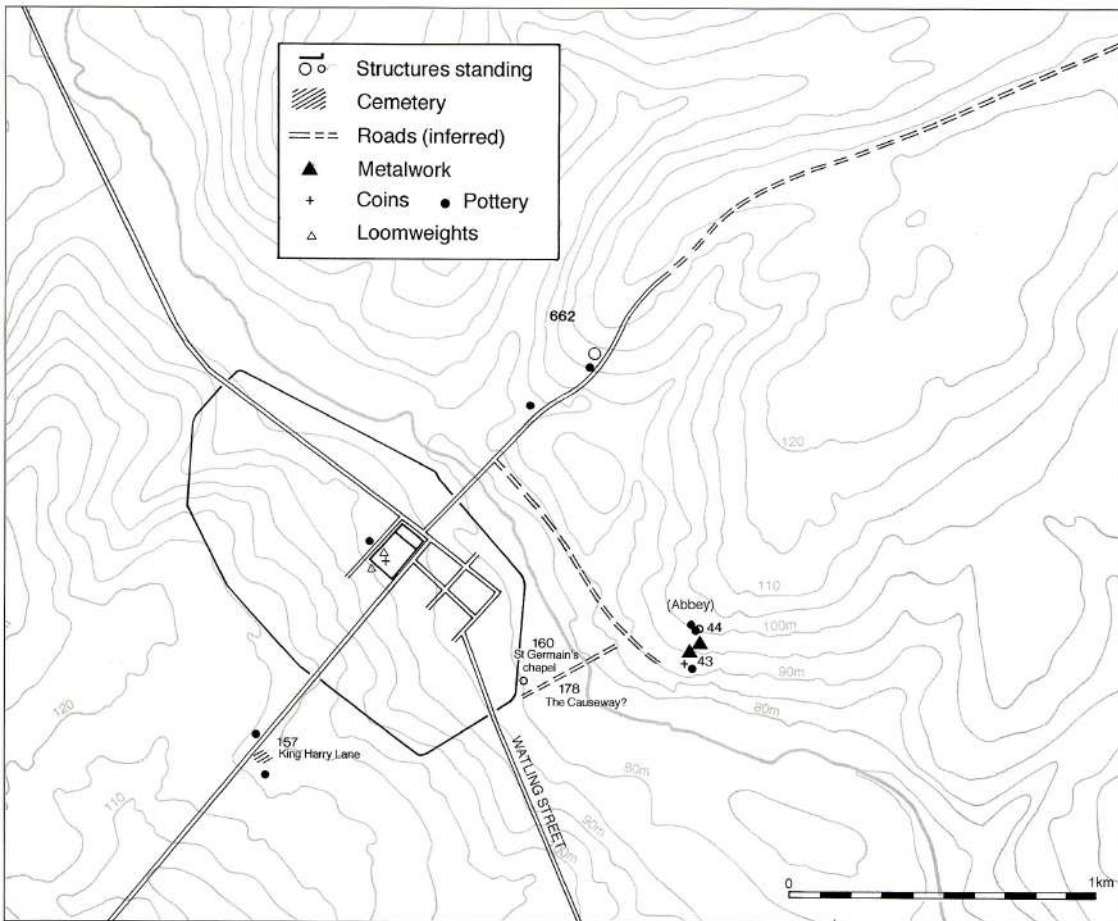 Structures standing
Cemetery
Roads (inferred)
Metalwork
+ Coins ● Pottery
Loomweights
662
120
110
(Abbey)
100m
44
43
90m
160
St Germain's
chapel
178
The Causeway?
80m
120
157
King Harry Lane
110
WATLING STREET
80m
90m
0
1km